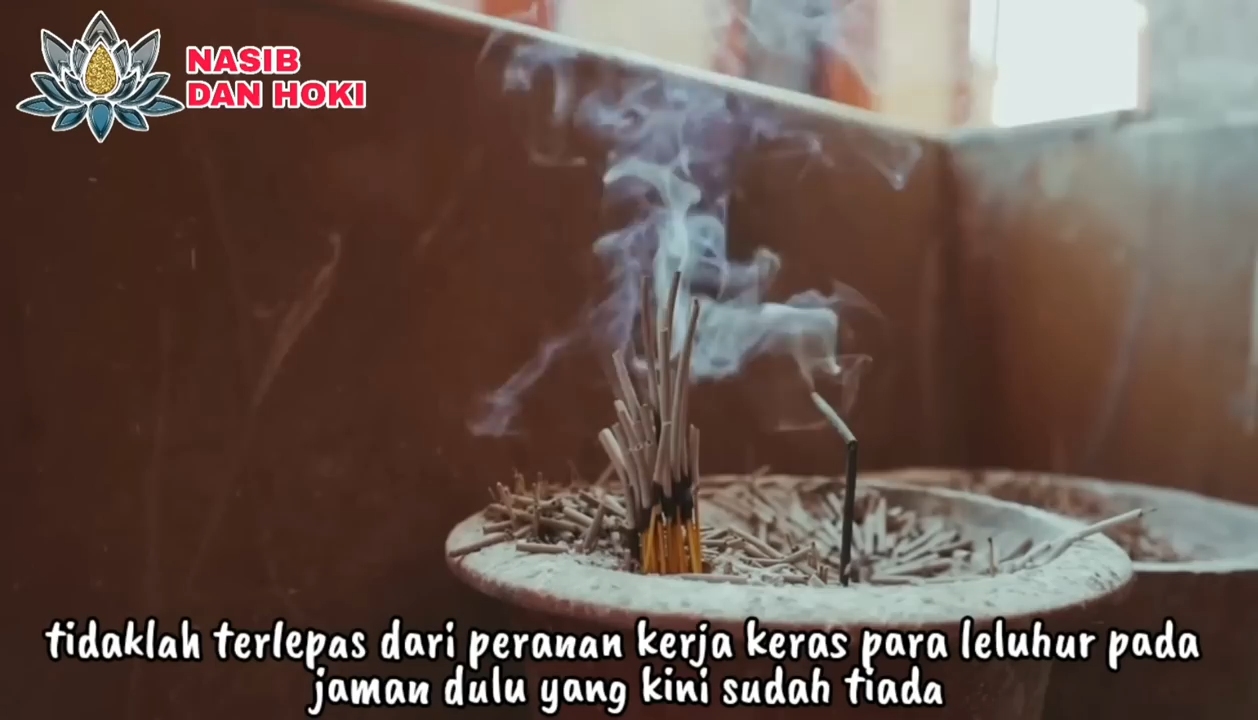 NASIB
DAN HOKI
tidaklah terlepas dari peranan kerja keras para leluhur pada
jaman dulu yang kini sudah tiada